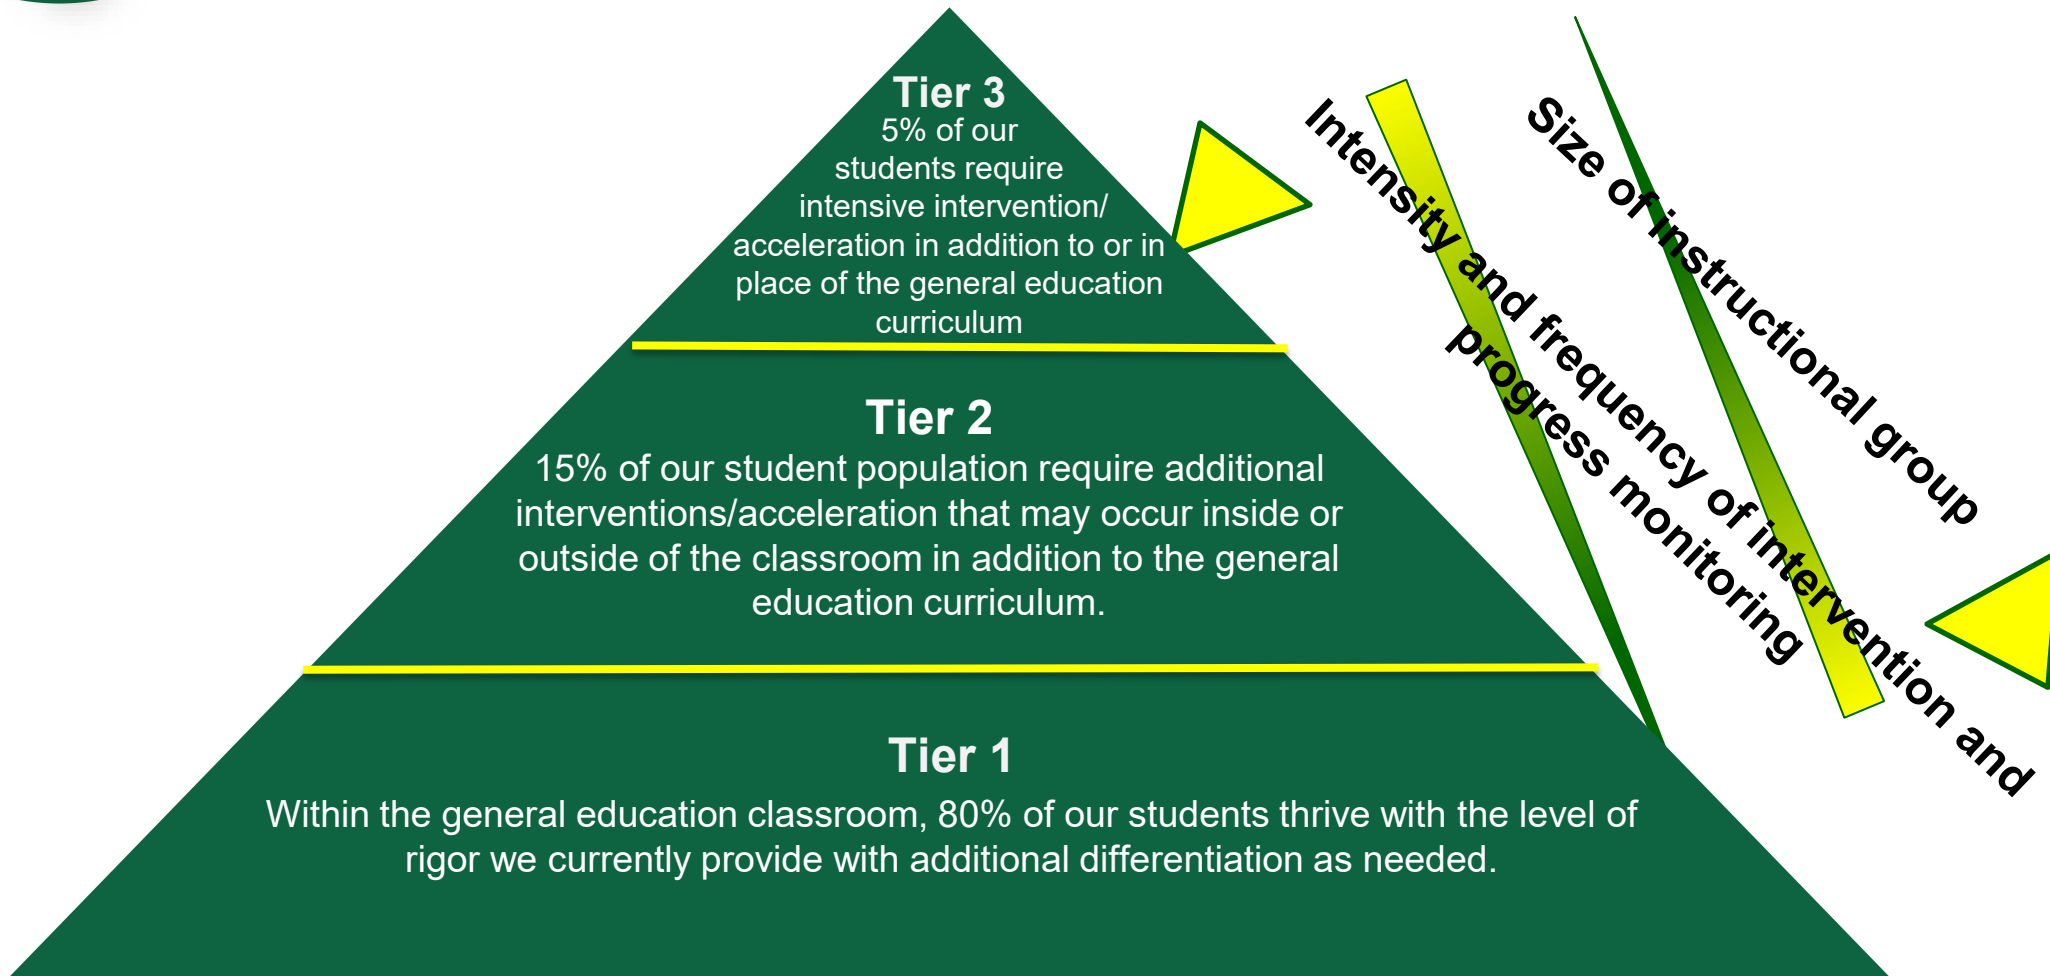 Tier 3
5% of our
students require
intensive intervention/
acceleration in addition to or in
place of the general education
curriculum
Tier 2
15% of our student population require additional
interventions/acceleration that may occur inside or
outside of the classroom in addition to the general
education curriculum.
Tier 1
Within the general education classroom, 80% of our students thrive with the level of
rigor we currently provide with additional differentiation as needed.
Intensity and frequency of intervention and
progress monitoring
Size of instructional group